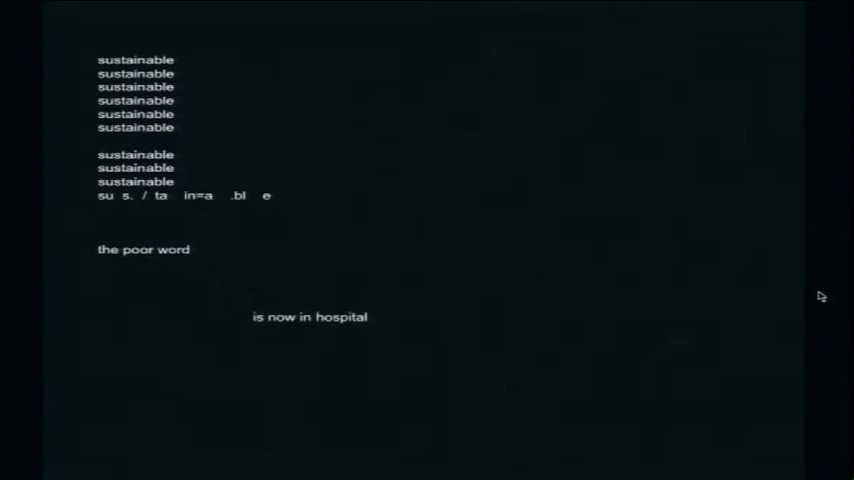 sustainable
sustainable
sustainable
sustainable
sustainable
sustainable
sustainable
sustainable
sustainable
su s. / ta in=a .bl e
the poor word
is now in hospital